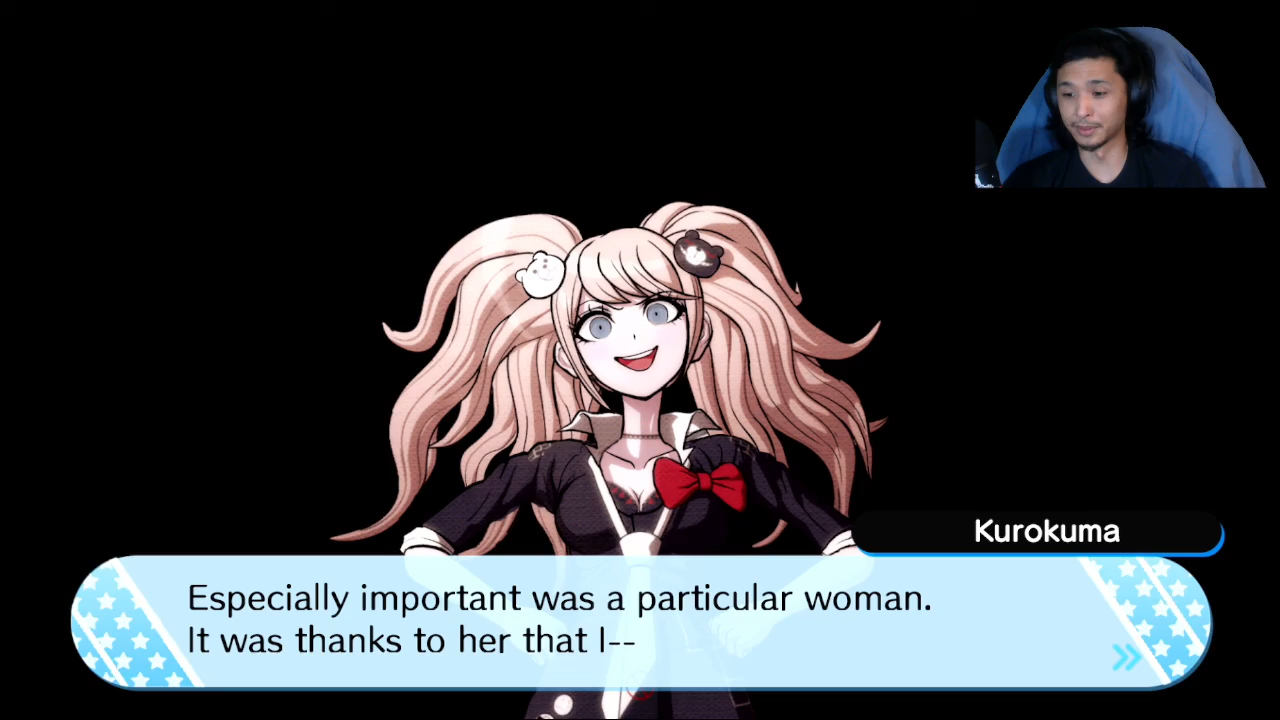 Kurokuma
Especially important was a particular woman.
It was thanks to her that I--